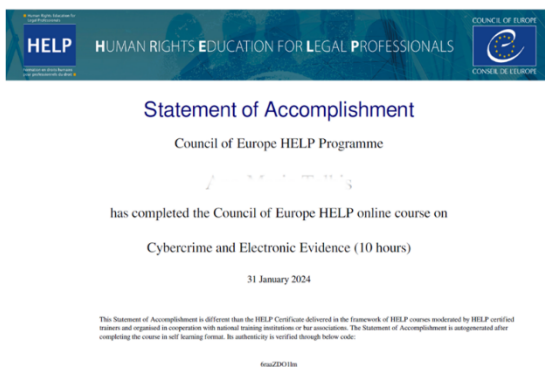 Human Rights Education for
Legal Professionals
HELP
HUMAN RIGHTS EDUCATION FOR LEGAL PROFESSIONALS
COUNCIL OF EUROPE
CONSEIL DE L'EUROPE
Statement of Accomplishment
Council of Europe HELP Programme
has completed the Council of Europe HELP online course on
Cybercrime and Electronic Evidence (10 hours)
31 January 2024
This Statement of Accomplishment is different than the HELP Certificate delivered in the framework of HELP courses moderated by HELP certified
trainers and organised in cooperation with national training institutions or bar associations. The Statement of Accomplishment is autogenerated after
completing the course in self learning format. Its authenticity is verified through below code: